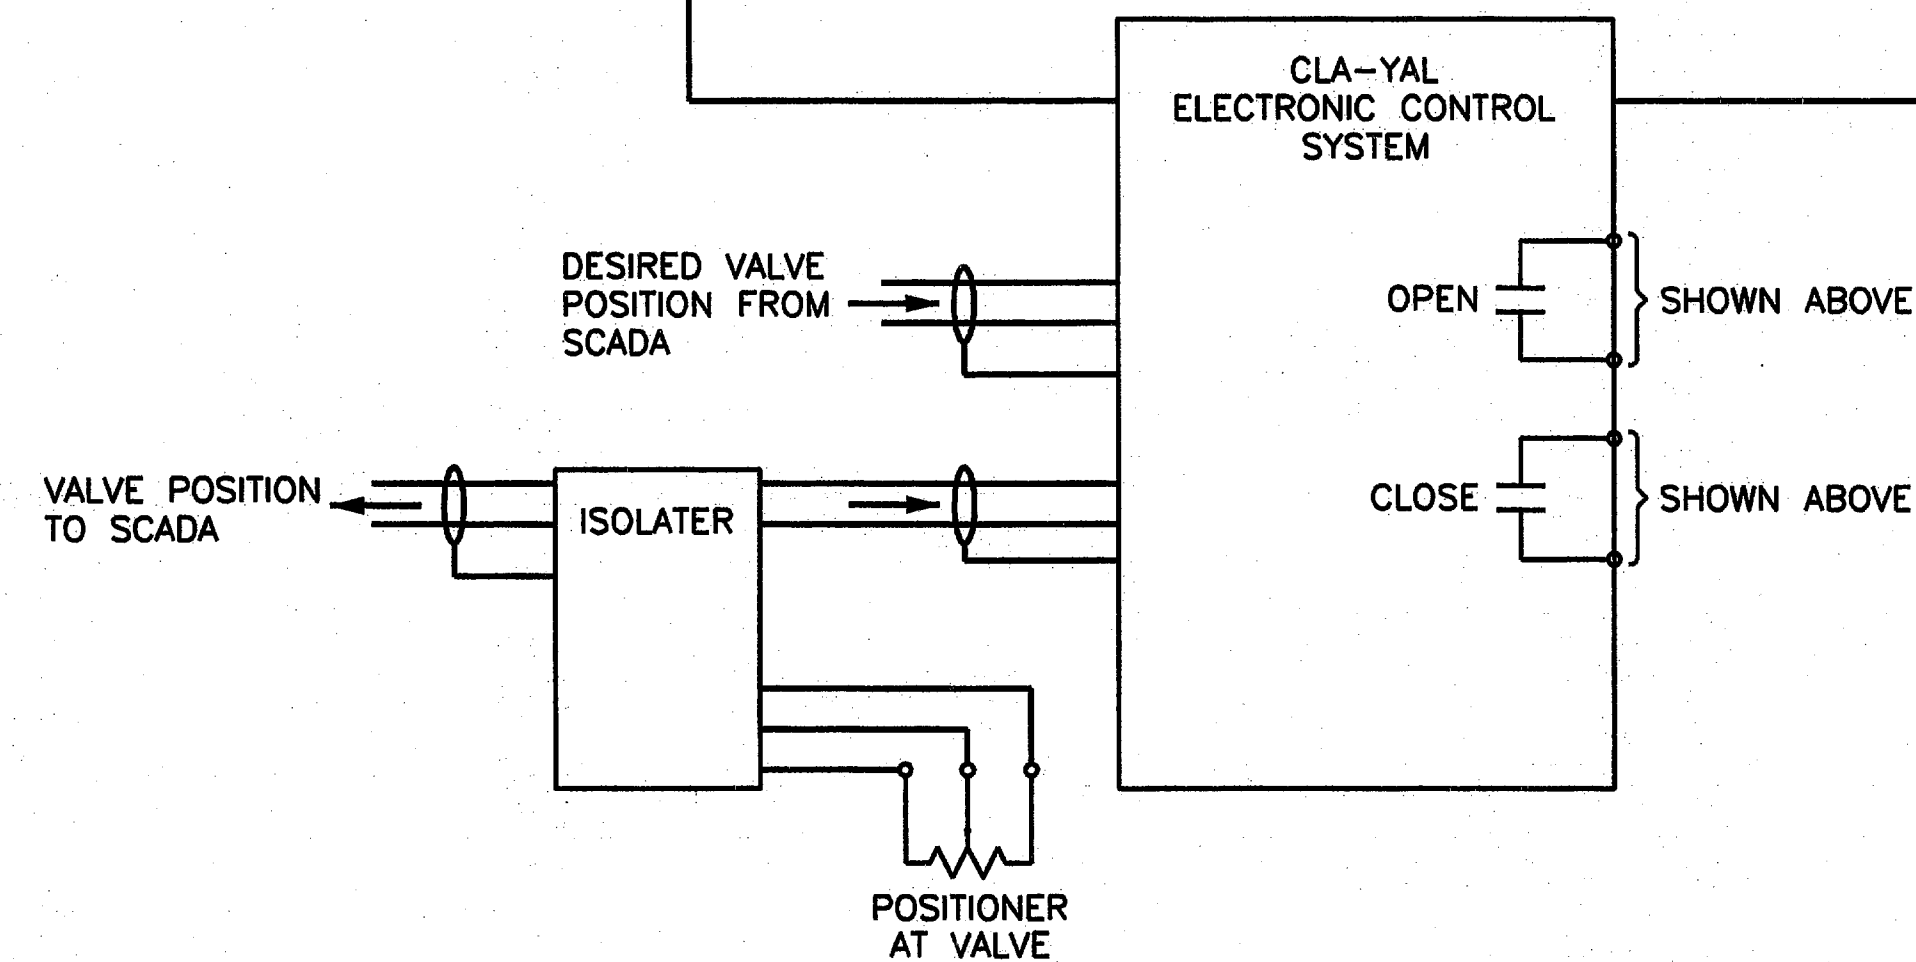 CLA-YAL
ELECTRONIC CONTROL
SYSTEM
DESIRED VALVE
POSITION FROM
SCADA
OPEN
SHOWN ABOVE
VALVE POSITION
TO SCADA
ISOLATER
CLOSE
SHOWN ABOVE
POSITIONER
AT VALVE